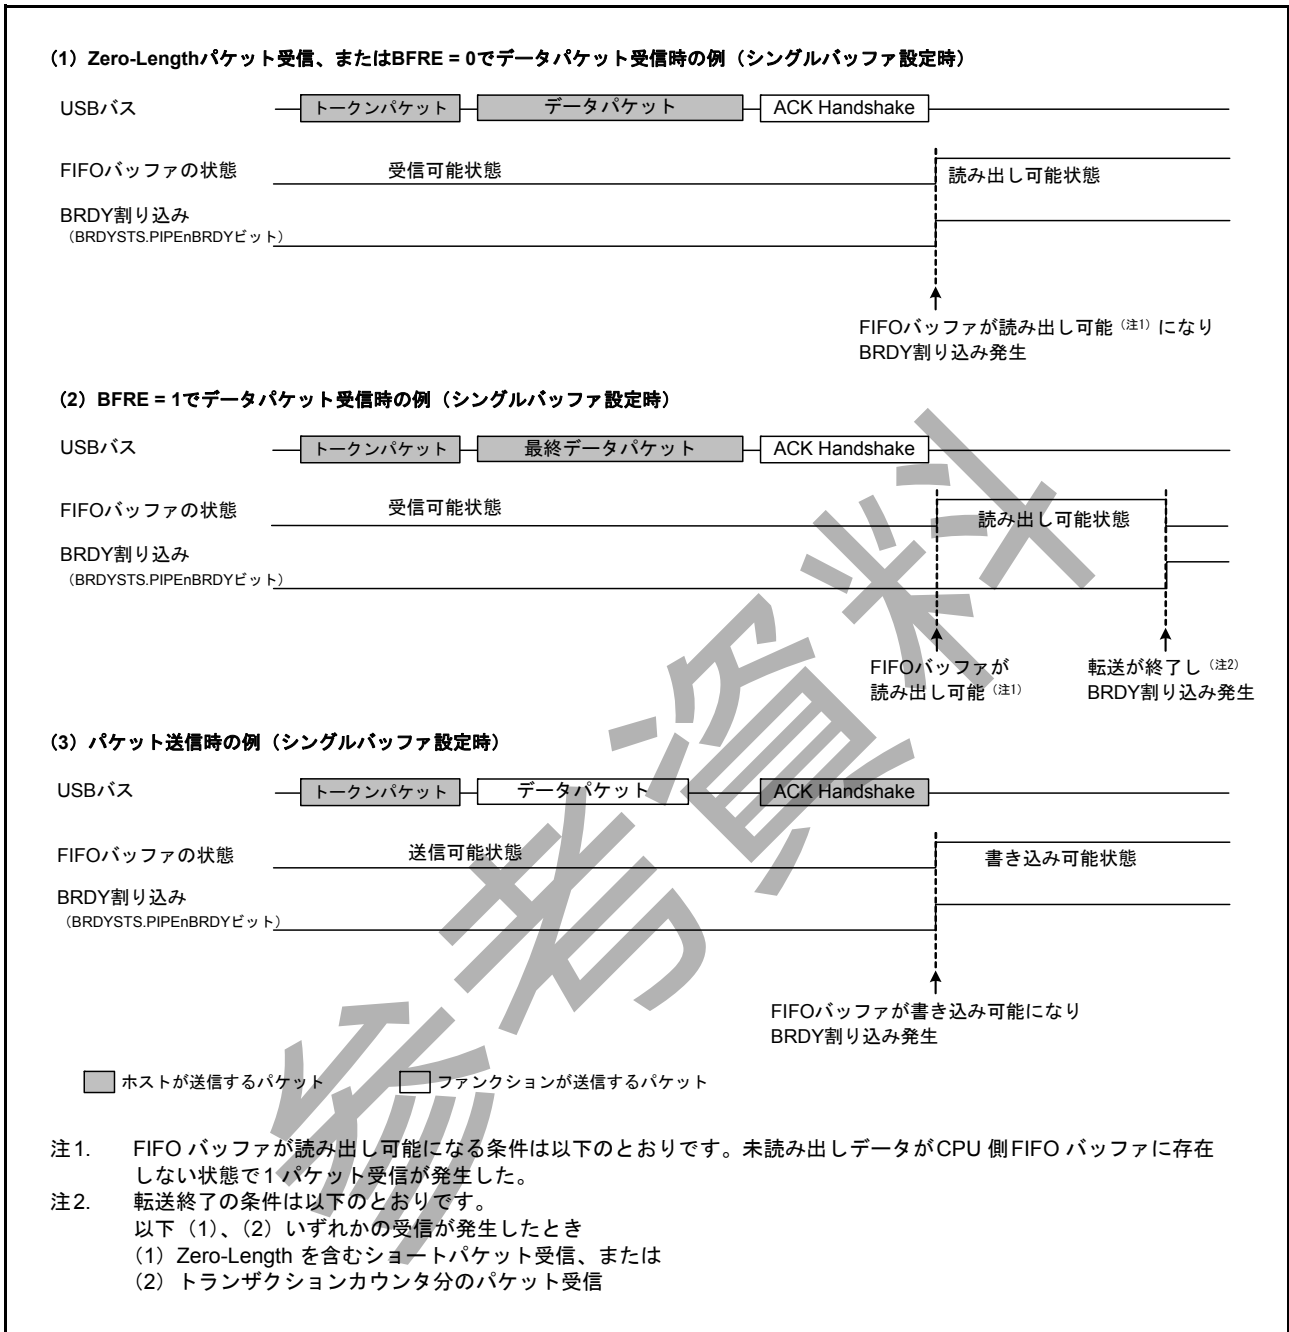 (1) Zero-Lengthパケット受信、またはBFRE = 0でデータパケット受信時の例（シングルバッファ設定時）
USBバス トークンパケット データパケット ACK Handshake
FIFOバッファの状態 受信可能状態 読み出し可能状態
BRDY割り込み
（BRDYSTS.PIPEnBRDYビット）
FIFOバッファが読み出し可能（注1）になり
BRDY割り込み発生
(2) BFRE = 1でデータパケット受信時の例（シングルバッファ設定時）
USBバス トークンパケット 最終データパケット ACK Handshake
FIFOバッファの状態 受信可能状態 読み出し可能状態
BRDY割り込み
（BRDYSTS.PIPEnBRDYビット）
FIFOバッファが
読み出し可能（注1）
転送が終了し（注2）
BRDY割り込み発生
(3) パケット送信時の例（シングルバッファ設定時）
USBバス トークンパケット データパケット ACK Handshake
FIFOバッファの状態 送信可能状態 書き込み可能状態
BRDY割り込み
（BRDYSTS.PIPEnBRDYビット）
FIFOバッファが書き込み可能になり
BRDY割り込み発生
ホストが送信するパケット ファンクションが送信するパケット
注1. FIFO バッファが読み出し可能になる条件は以下のとおりです。未読み出しデータがCPU 側FIFO バッファに存在
しない状態で1 パケット受信が発生した。
注2. 転送終了の条件は以下のとおりです。
以下（1）、（2）いずれかの受信が発生したとき
（1）Zero-Length を含むショートパケット受信、または
（2）トランザクションカウンタ分のパケット受信
参考資料